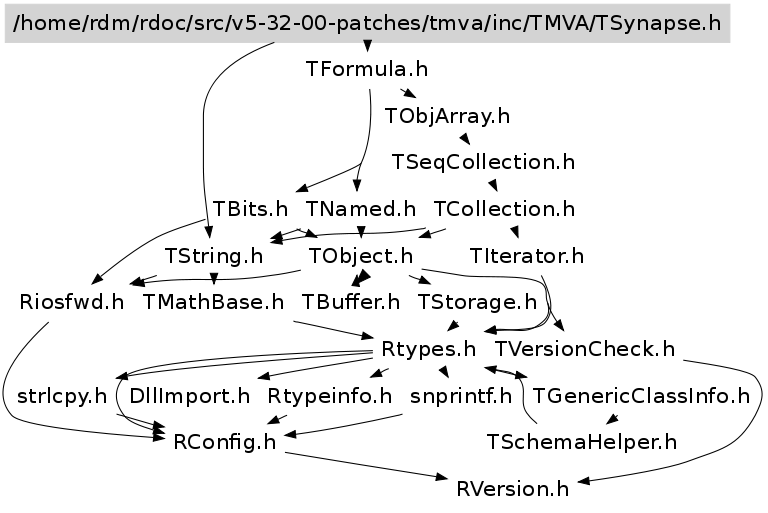 /home/rdm/rdoc/src/v5-32-00-patches/tmva/inc/TMVA/TSynapse.h
TFormula.h
TObjArray.h
TSeqCollection.h
TBits.h
TNamed.h
TCollection.h
TString.h
TObject.h
TIterator.h
Riosfwd.h
TMathBase.h
TBuffer.h
TStorage.h
Rtypes.h
TVersionCheck.h
strlcpy.h
DllImport.h
Rtypeinfo.h
snprintf.h
TGenericClassInfo.h
RConfig.h
TSchemaHelper.h
RVersion.h